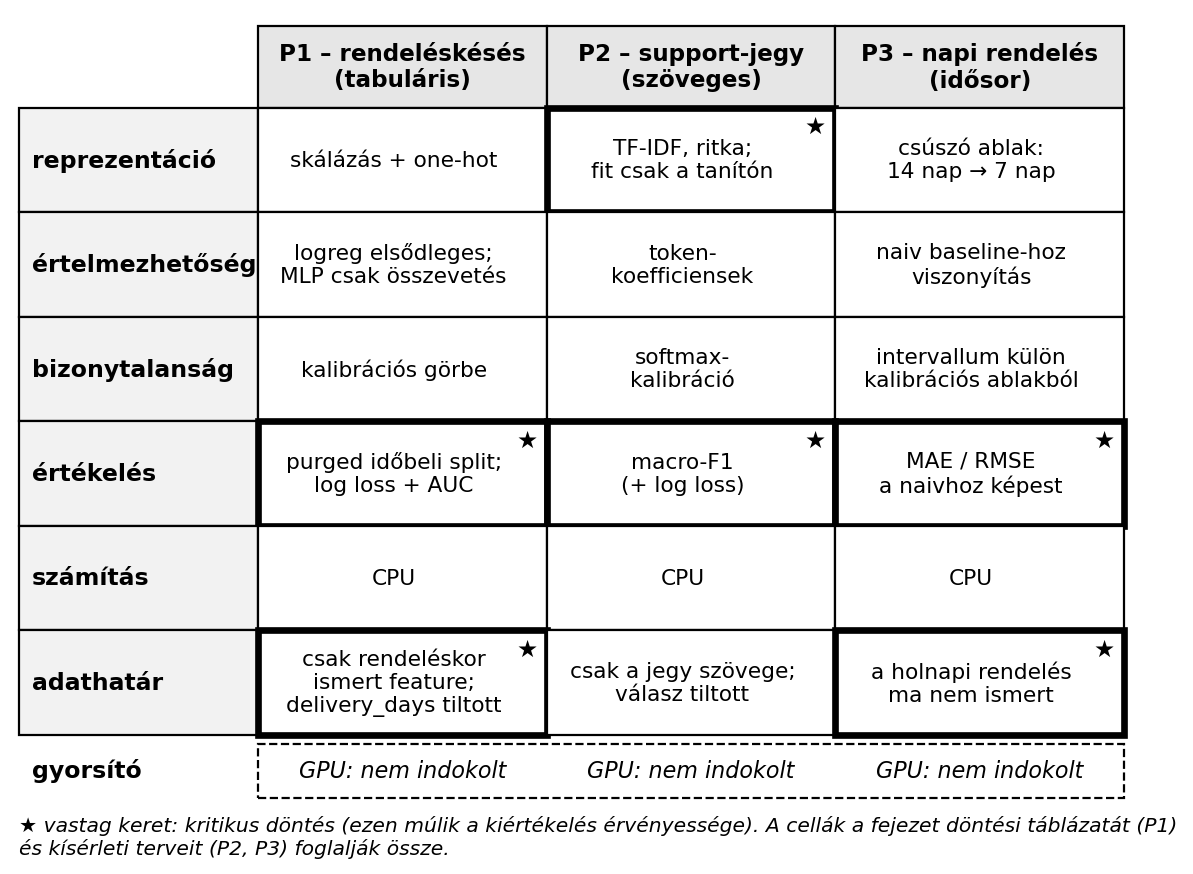 P1 – rendeléskésés
(tabuláris)
P2 – support-jegy
(szöveges)
P3 – napi rendelés
(idősor)
reprezentáció
skálázás + one-hot
★
TF-IDF, ritka;
fit csak a tanítón
csúszó ablak:
14 nap → 7 nap
értelmezhetőség
logreg elsődleges;
MLP csak összevetés
token-
koefficiensek
naiv baseline-hoz
viszonyítás
bizonytalanság
kalibrációs görbe
softmax-
kalibráció
intervallum külön
kalibrációs ablakból
értékelés
★
purged időbeli split;
log loss + AUC
★
macro-F1
(+ log loss)
★
MAE / RMSE
a naivhoz képest
számítás
CPU
CPU
CPU
adathatár
★
csak rendeléskor
ismert feature;
delivery_days tiltott
csak a jegy szövege;
válasz tiltott
★
a holnapi rendelés
ma nem ismert
gyorsító
GPU: nem indokolt
GPU: nem indokolt
GPU: nem indokolt
★ vastag keret: kritikus döntés (ezen múlik a kiértékelés érvényessége). A cellák a fejezet döntési táblázatát (P1)
és kísérleti terveit (P2, P3) foglalják össze.